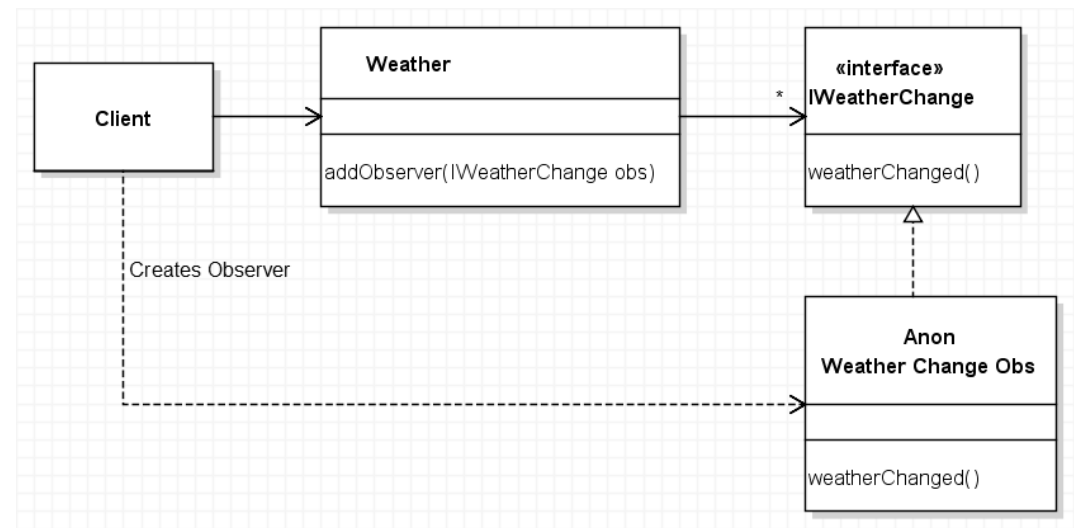 Client
Weather
addObserver(IWeatherChange obs)
*
«interface»
IWeatherChange
weatherChanged()
Creates Observer
Anon
Weather Change Obs
weatherChanged()